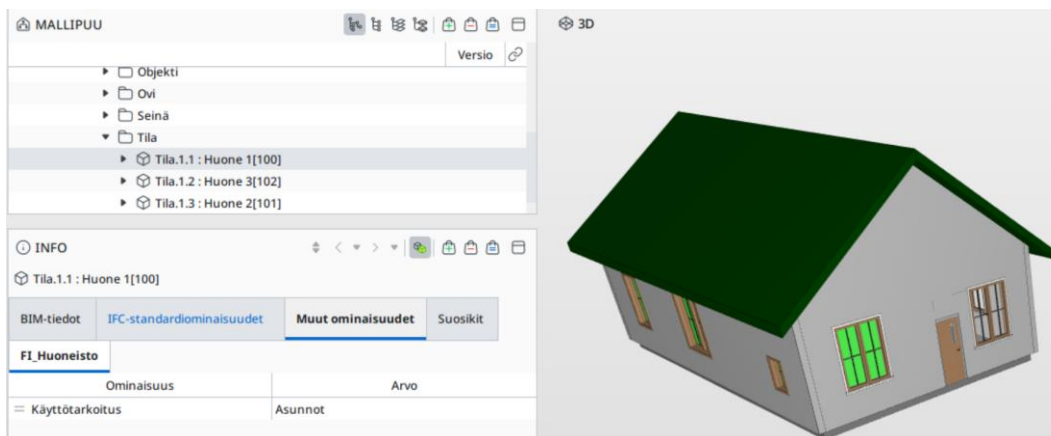 MALLIPUU
Versio
Objekti
Ovi
Seinä
Tila
Tila.1.1 : Huone 1[100]
Tila.1.2 : Huone 3[102]
Tila.1.3 : Huone 2[101]
INFO
Tila.1.1 : Huone 1[100]
BIM-tiedot IFC-standardiominaisuudet Muut ominaisuudet Suosikit
FI_Huoneisto
Ominaisuus Arvo
Käyttötarkoitus Asunnot
3D